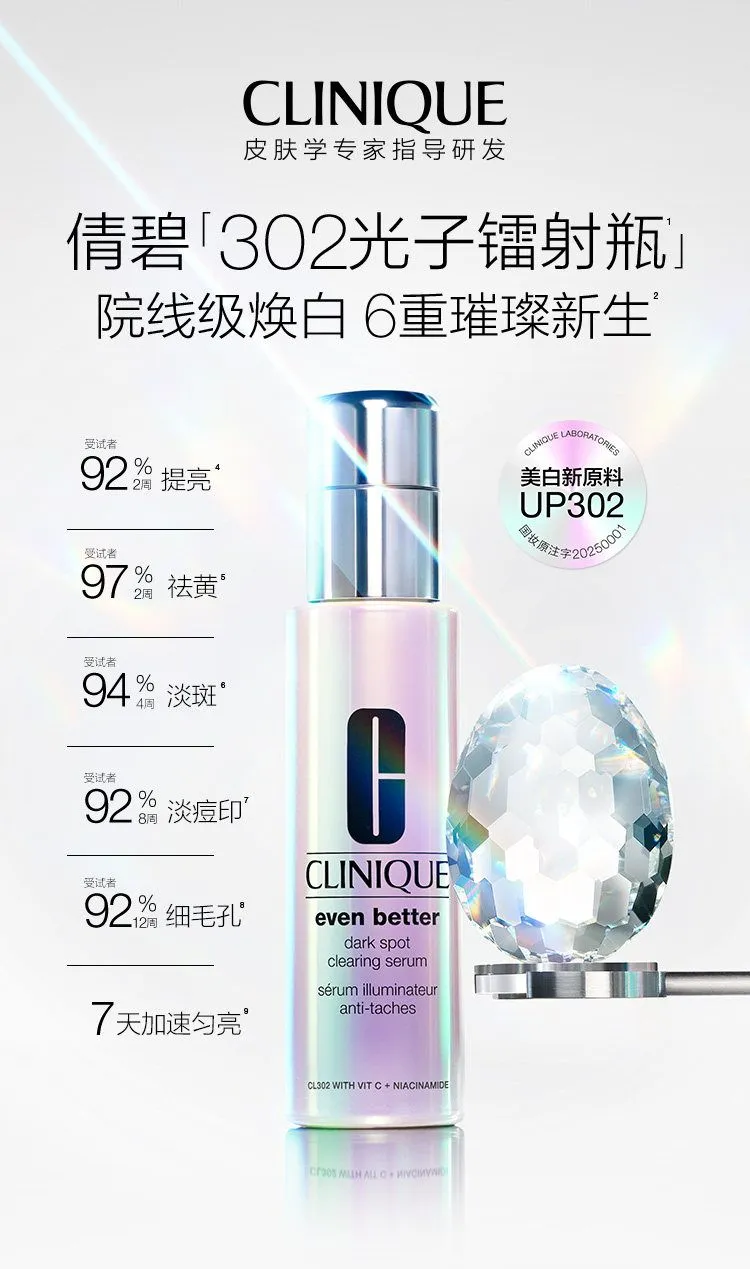 CLINIQUE
皮肤学专家指导研发
倩碧「302光子镭射瓶¹」
院线级焕白 6重璀璨新生²
受试者
92% 2周 提亮⁴
受试者
97% 2周 祛黄⁵
受试者
94% 4周 淡斑⁶
受试者
92% 8周 淡痘印⁷
受试者
92% 12周 细毛孔⁸
7天加速匀亮⁹
CLINIQUE LABORATORIES
美白新原料
UP302
国妆原注字20250001
C
CLINIQUE
even better
dark spot
clearing serum
sérum illuminateur
anti-taches
CL302 WITH VIT C + NIACINAMIDE